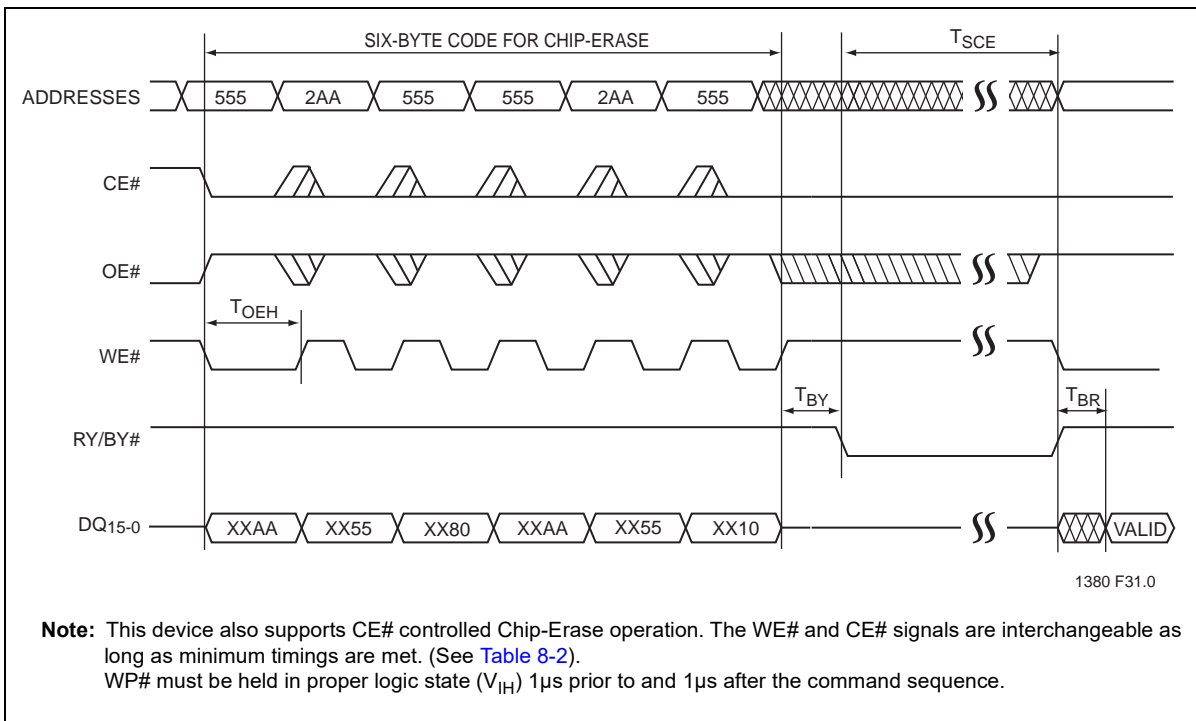 SIX-BYTE CODE FOR CHIP-ERASE
TSCE
ADDRESSES 555 2AA 555 555 2AA 555
CE#
OE#
TOEH
WE#
TBY TBR
RY/BY#
DQ15-0 XXAA XX55 XX80 XXAA XX55 XX10 VALID
1380 F31.0
Note: This device also supports CE# controlled Chip-Erase operation. The WE# and CE# signals are interchangeable as
long as minimum timings are met. (See Table 8-2).
WP# must be held in proper logic state (VIH) 1µs prior to and 1µs after the command sequence.